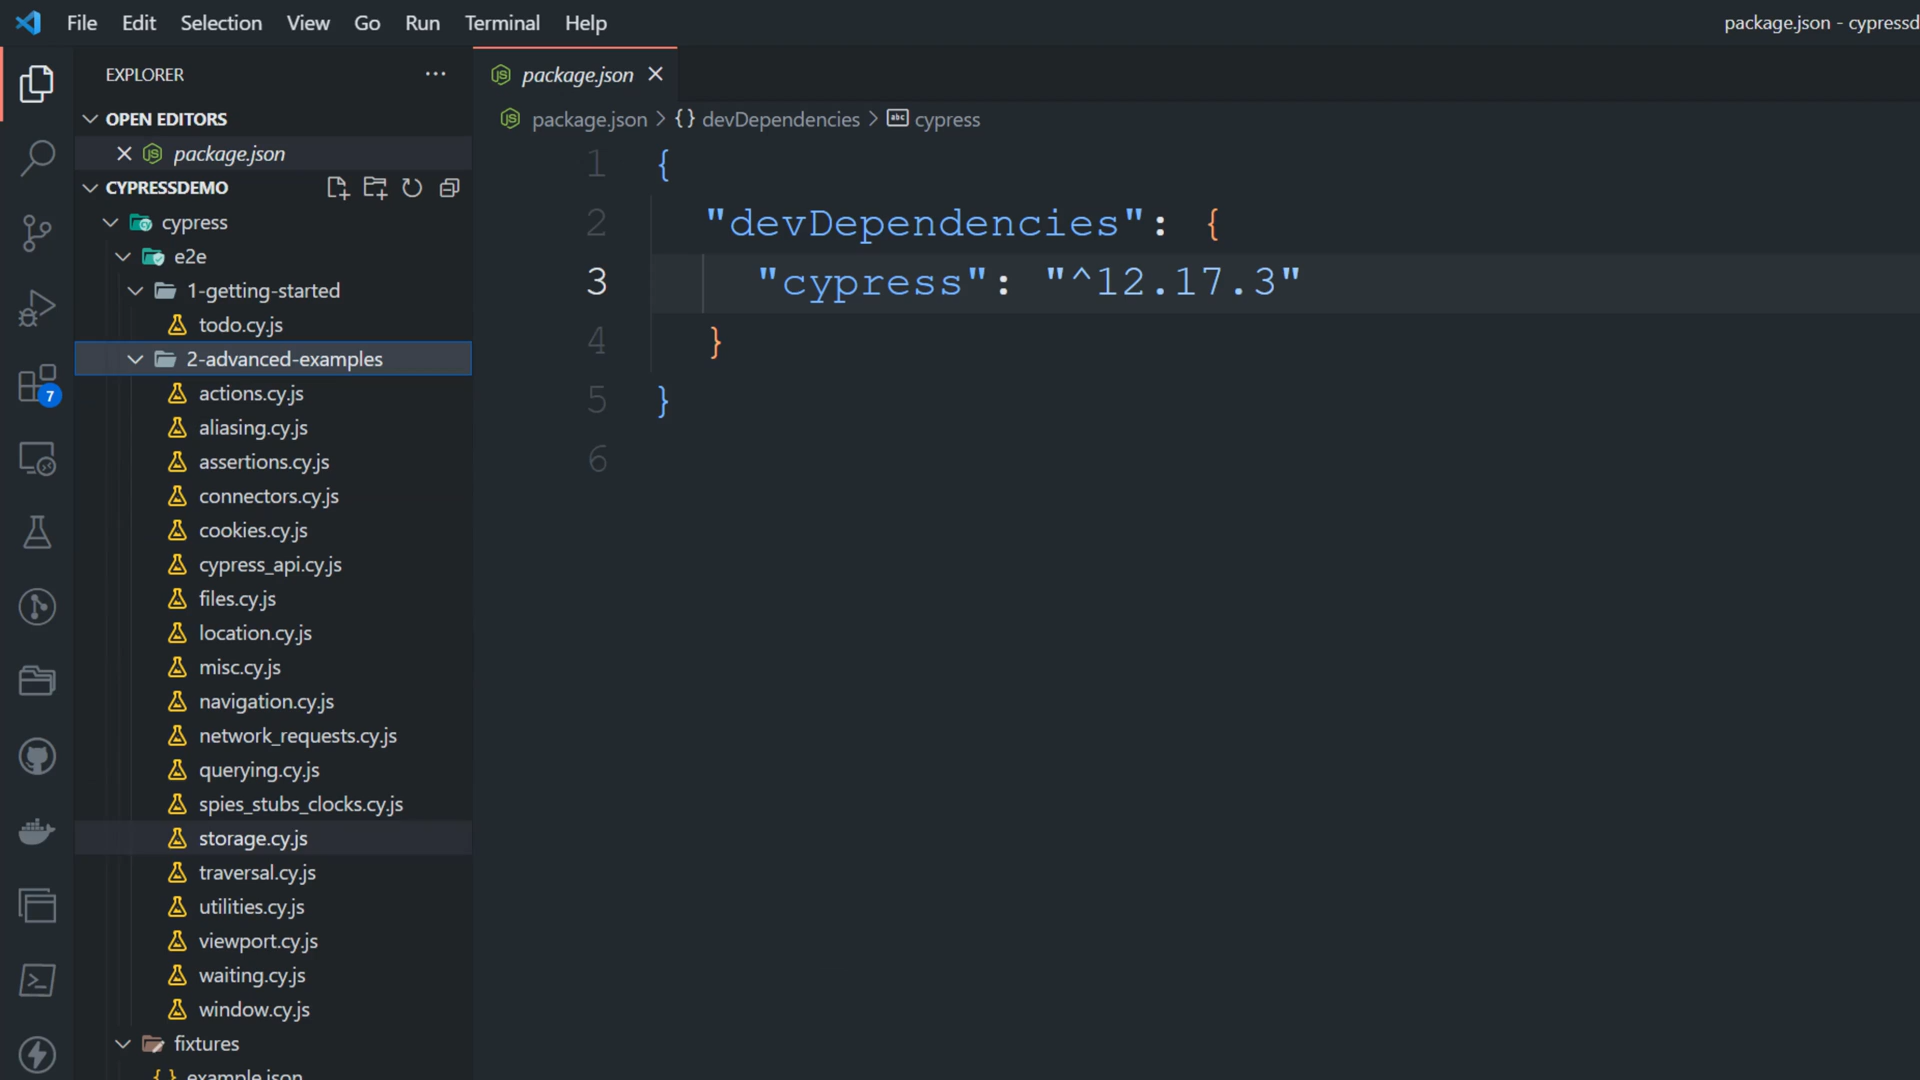 File Edit Selection View Go Run Terminal Help
package.json - cypressd
EXPLORER
OPEN EDITORS
package.json
CYPRESSDEMO
cypress
e2e
1-getting-started
todo.cy.js
2-advanced-examples
actions.cy.js
aliasing.cy.js
assertions.cy.js
connectors.cy.js
cookies.cy.js
cypress_api.cy.js
files.cy.js
location.cy.js
misc.cy.js
navigation.cy.js
network_requests.cy.js
querying.cy.js
spies_stubs_clocks.cy.js
storage.cy.js
traversal.cy.js
utilities.cy.js
viewport.cy.js
waiting.cy.js
window.cy.js
fixtures
example.json
7
package.json
package.json > {} devDependencies > abc cypress
1 {
2 "devDependencies": {
3 "cypress": "^12.17.3"
4 }
5 }
6